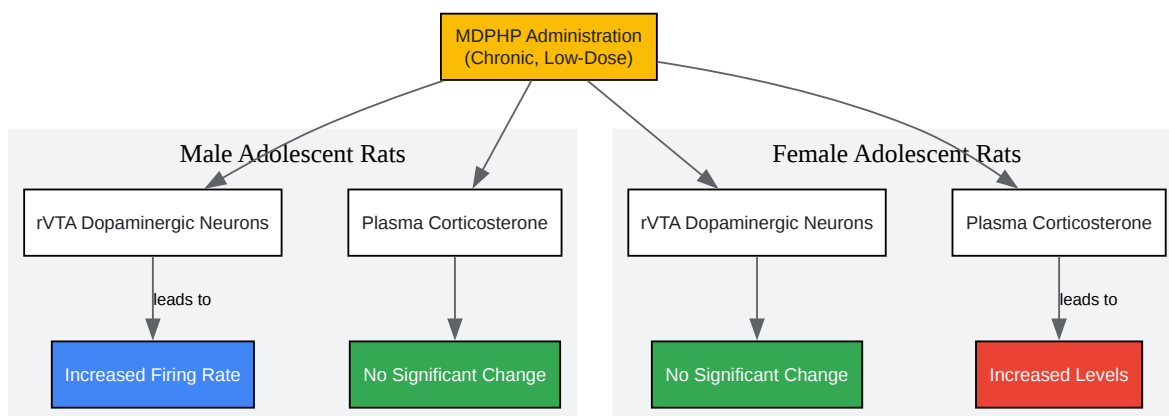 MDPHP Administration
(Chronic, Low-Dose)
Male Adolescent Rats
Female Adolescent Rats
rVTA Dopaminergic Neurons
Plasma Corticosterone
rVTA Dopaminergic Neurons
Plasma Corticosterone
leads to
leads to
Increased Firing Rate
No Significant Change
No Significant Change
Increased Levels